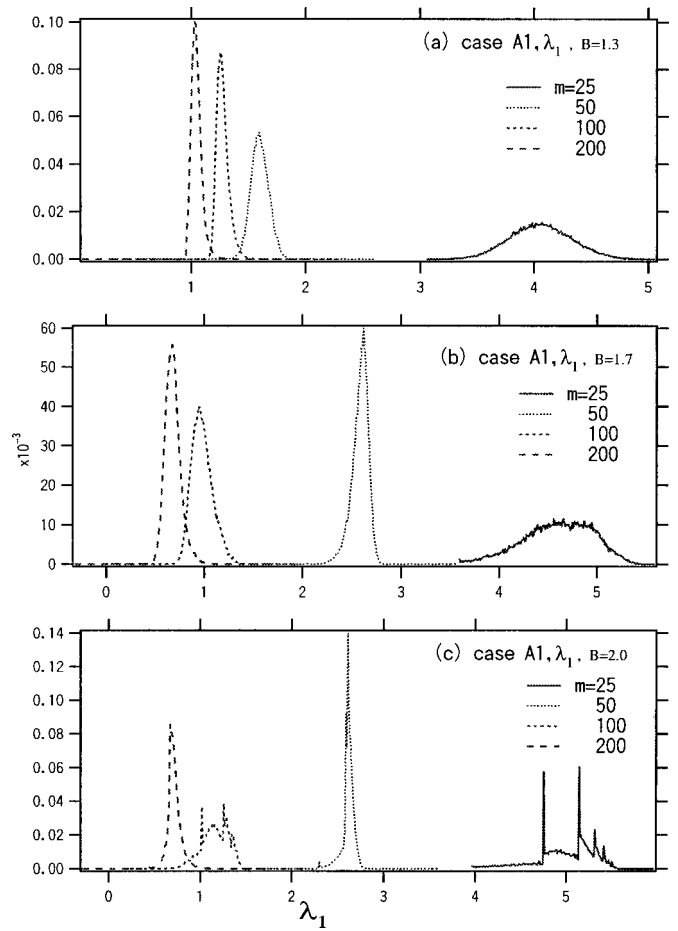 0.10
(a) case A1, λ₁ , B=1.3
0.08
m=25
50
0.06
100
200
0.04
0.02
0.00
1 2 3 4 5
60
(b) case A1, λ₁ , B=1.7
50
m=25
40
50
100
30
200
x10⁻³
20
10
0
0 1 2 3 4 5
0.14
(c) case A1, λ₁ , B=2.0
0.12
m=25
0.10
50
100
0.08
200
0.06
0.04
0.02
0.00
0 1 2 3 4 5
λ₁